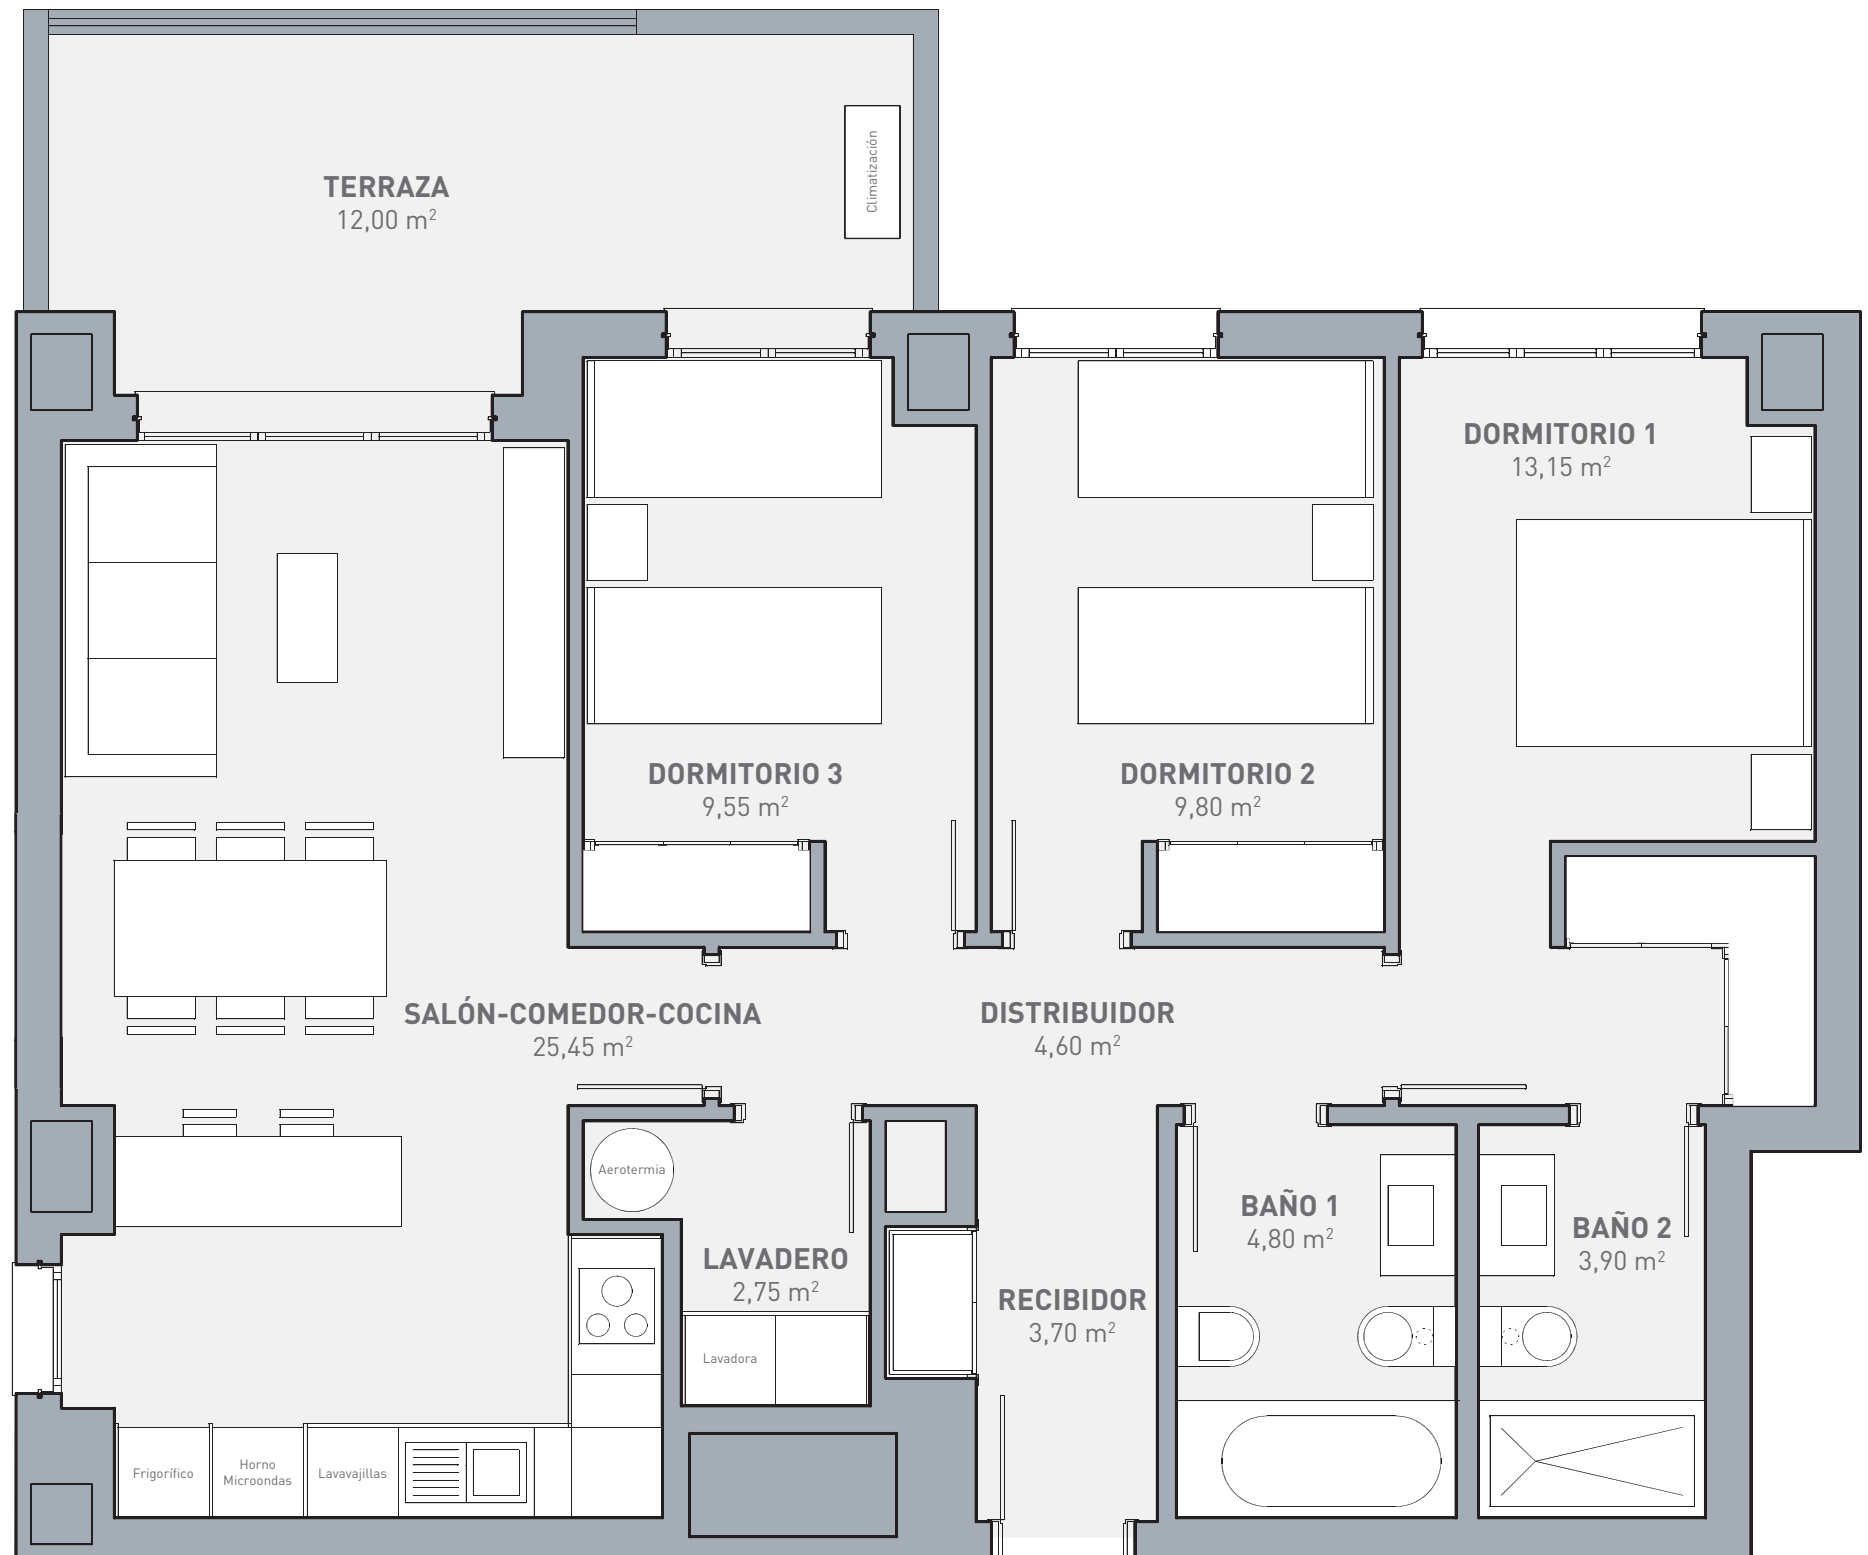 TERRAZA
12,00 m²
Climatización
DORMITORIO 1
13,15 m²
DORMITORIO 3
9,55 m²
DORMITORIO 2
9,80 m²
SALÓN-COMEDOR-COCINA
25,45 m²
DISTRIBUIDOR
4,60 m²
Aerotermia
BAÑO 1
4,80 m²
BAÑO 2
3,90 m²
LAVADERO
2,75 m²
RECIBIDOR
3,70 m²
Lavadora
Frigorífico
Horno
Microondas
Lavavajillas